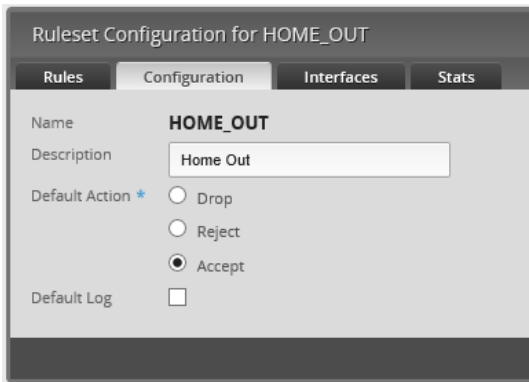 Ruleset Configuration for HOME_OUT
Rules Configuration Interfaces Stats
Name HOME_OUT
Description Home Out
Default Action * Drop
Reject
Accept
Default Log